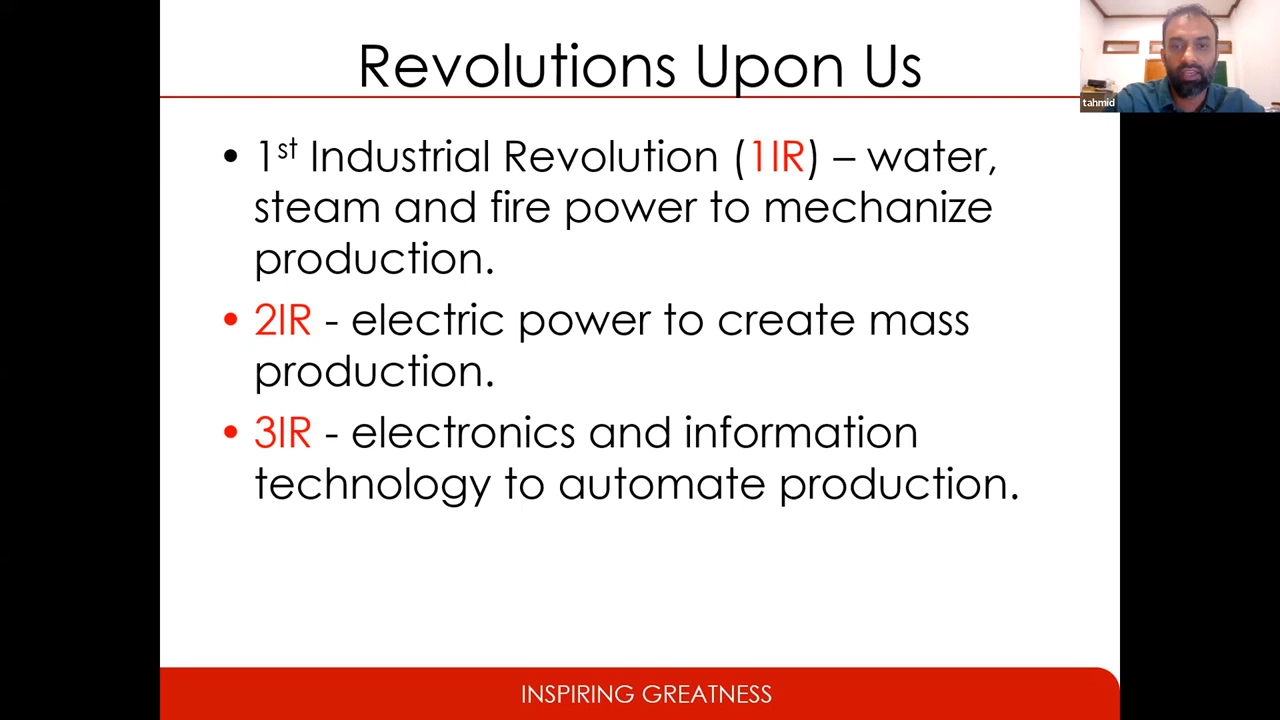 Revolutions Upon Us
tahmid
• 1st Industrial Revolution (1IR) – water,
steam and fire power to mechanize
production.
• 2IR - electric power to create mass
production.
• 3IR - electronics and information
technology to automate production.
INSPIRING GREATNESS